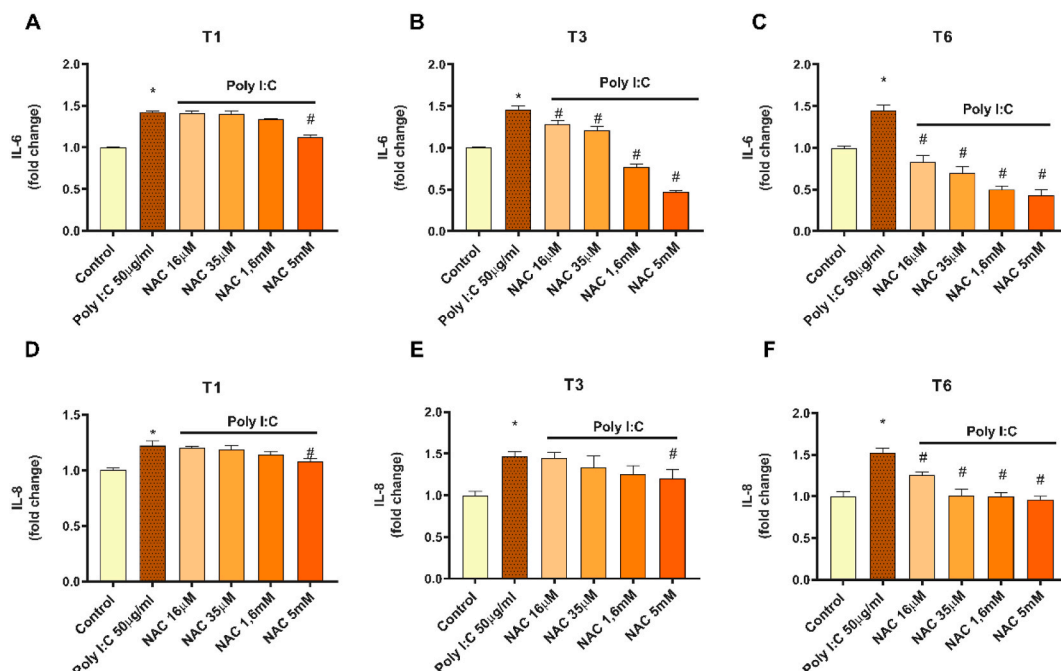 A
T1
2.0
1.5
1.0
0.5
0.0
IL-6
(fold change)
*
Poly I:C
#
Control
Poly I:C 50µg/ml
NAC 16µM
NAC 35µM
NAC 1,6mM
NAC 5mM
B
T3
2.0
1.5
1.0
0.5
0.0
IL-6
(fold change)
*
Poly I:C
#
#
#
#
Control
Poly I:C 50µg/ml
NAC 16µM
NAC 35µM
NAC 1,6mM
NAC 5mM
C
T6
2.0
1.5
1.0
0.5
0.0
IL-6
(fold change)
*
Poly I:C
#
#
#
#
Control
Poly I:C 50µg/ml
NAC 16µM
NAC 35µM
NAC 1,6mM
NAC 5mM
D
T1
1.5
1.0
0.5
0.0
IL-8
(fold change)
*
Poly I:C
#
Control
Poly I:C 50µg/ml
NAC 16µM
NAC 35µM
NAC 1,6mM
NAC 5mM
E
T3
2.0
1.5
1.0
0.5
0.0
IL-8
(fold change)
*
Poly I:C
#
Control
Poly I:C 50µg/ml
NAC 16µM
NAC 35µM
NAC 1,6mM
NAC 5mM
F
T6
2.0
1.5
1.0
0.5
0.0
IL-8
(fold change)
*
Poly I:C
#
#
#
#
Control
Poly I:C 50µg/ml
NAC 16µM
NAC 35µM
NAC 1,6mM
NAC 5mM